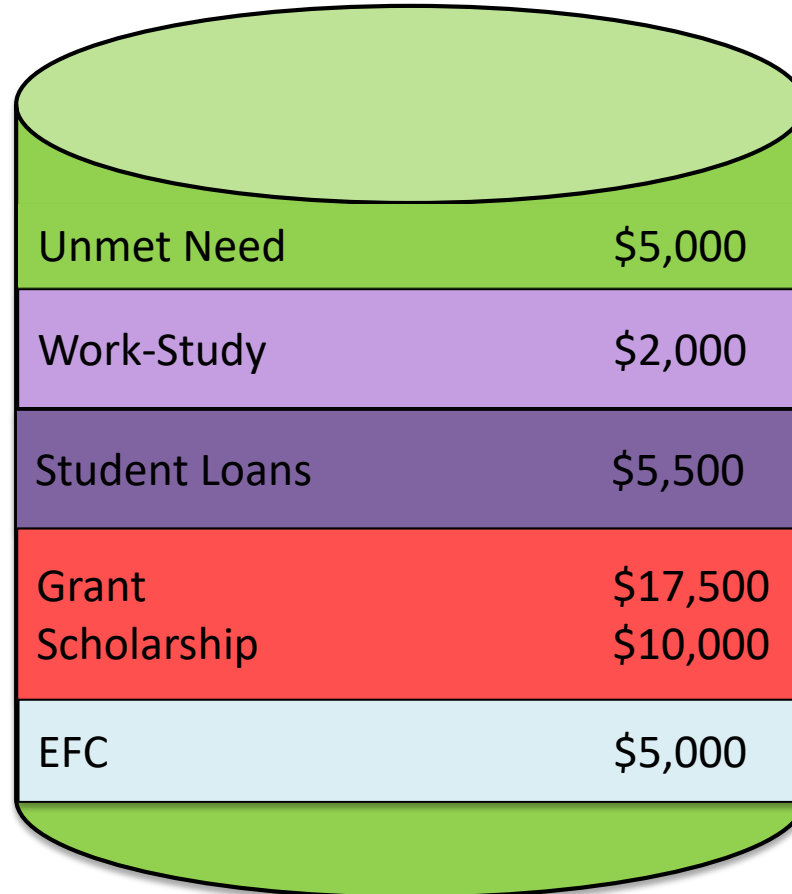 Unmet Need $5,000
Work-Study $2,000
Student Loans $5,500
Grant $17,500
Scholarship $10,000
EFC $5,000